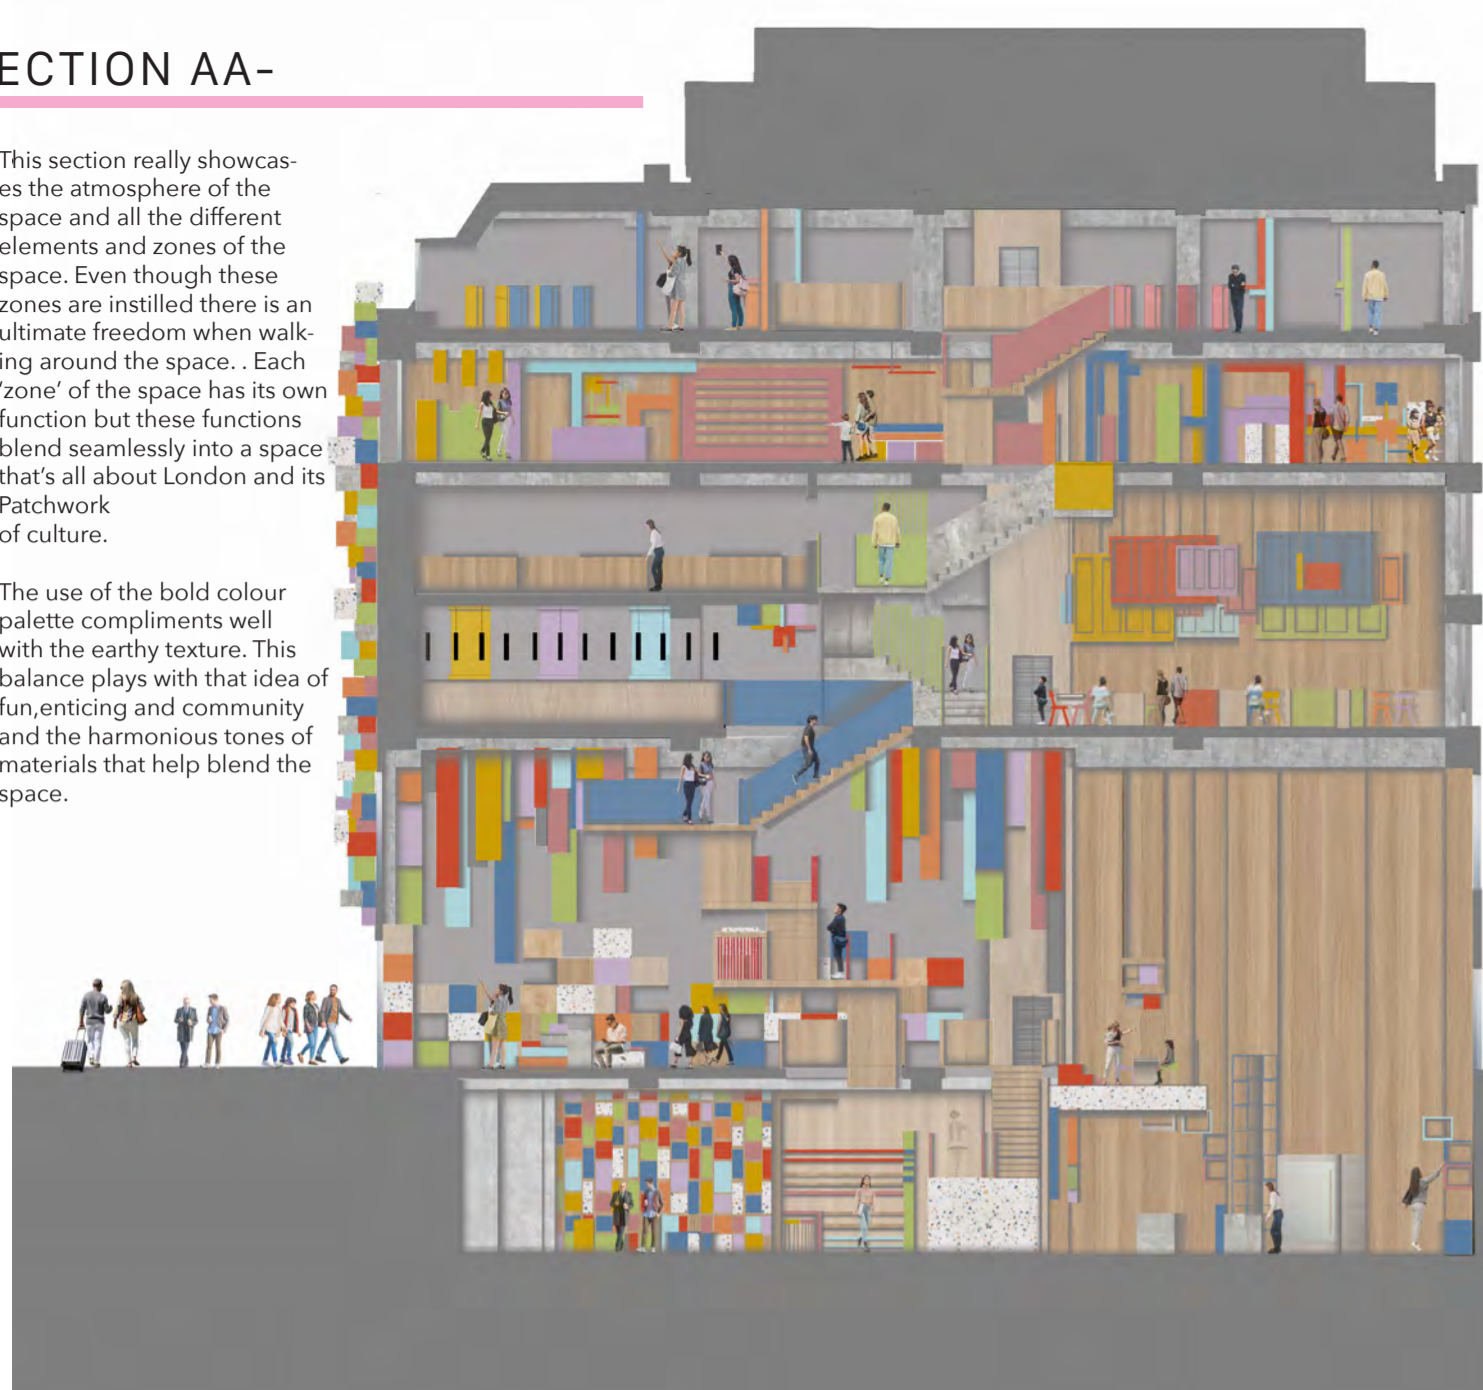 ECTION AA-
This section really showcas-
es the atmosphere of the
space and all the different
elements and zones of the
space. Even though these
zones are instilled there is an
ultimate freedom when walk-
ing around the space. . Each
'zone' of the space has its own
function but these functions
blend seamlessly into a space
that's all about London and its
Patchwork
of culture.
The use of the bold colour
palette compliments well
with the earthy texture. This
balance plays with that idea of
fun,enticing and community
and the harmonious tones of
materials that help blend the
space.